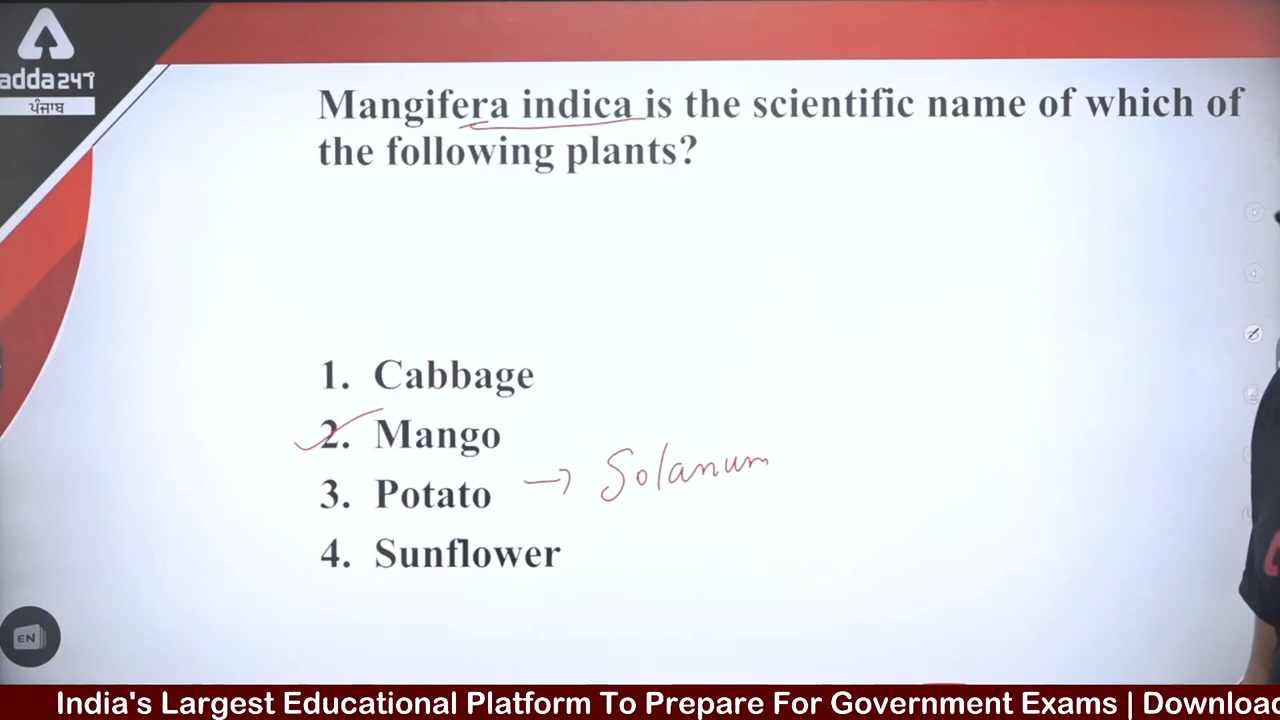 adda247
ਪੰਜਾਬ
Mangifera indica is the scientific name of which of
the following plants?
1. Cabbage
2. Mango
3. Potato → Solanum
4. Sunflower
EN
India's Largest Educational Platform To Prepare For Government Exams | Download